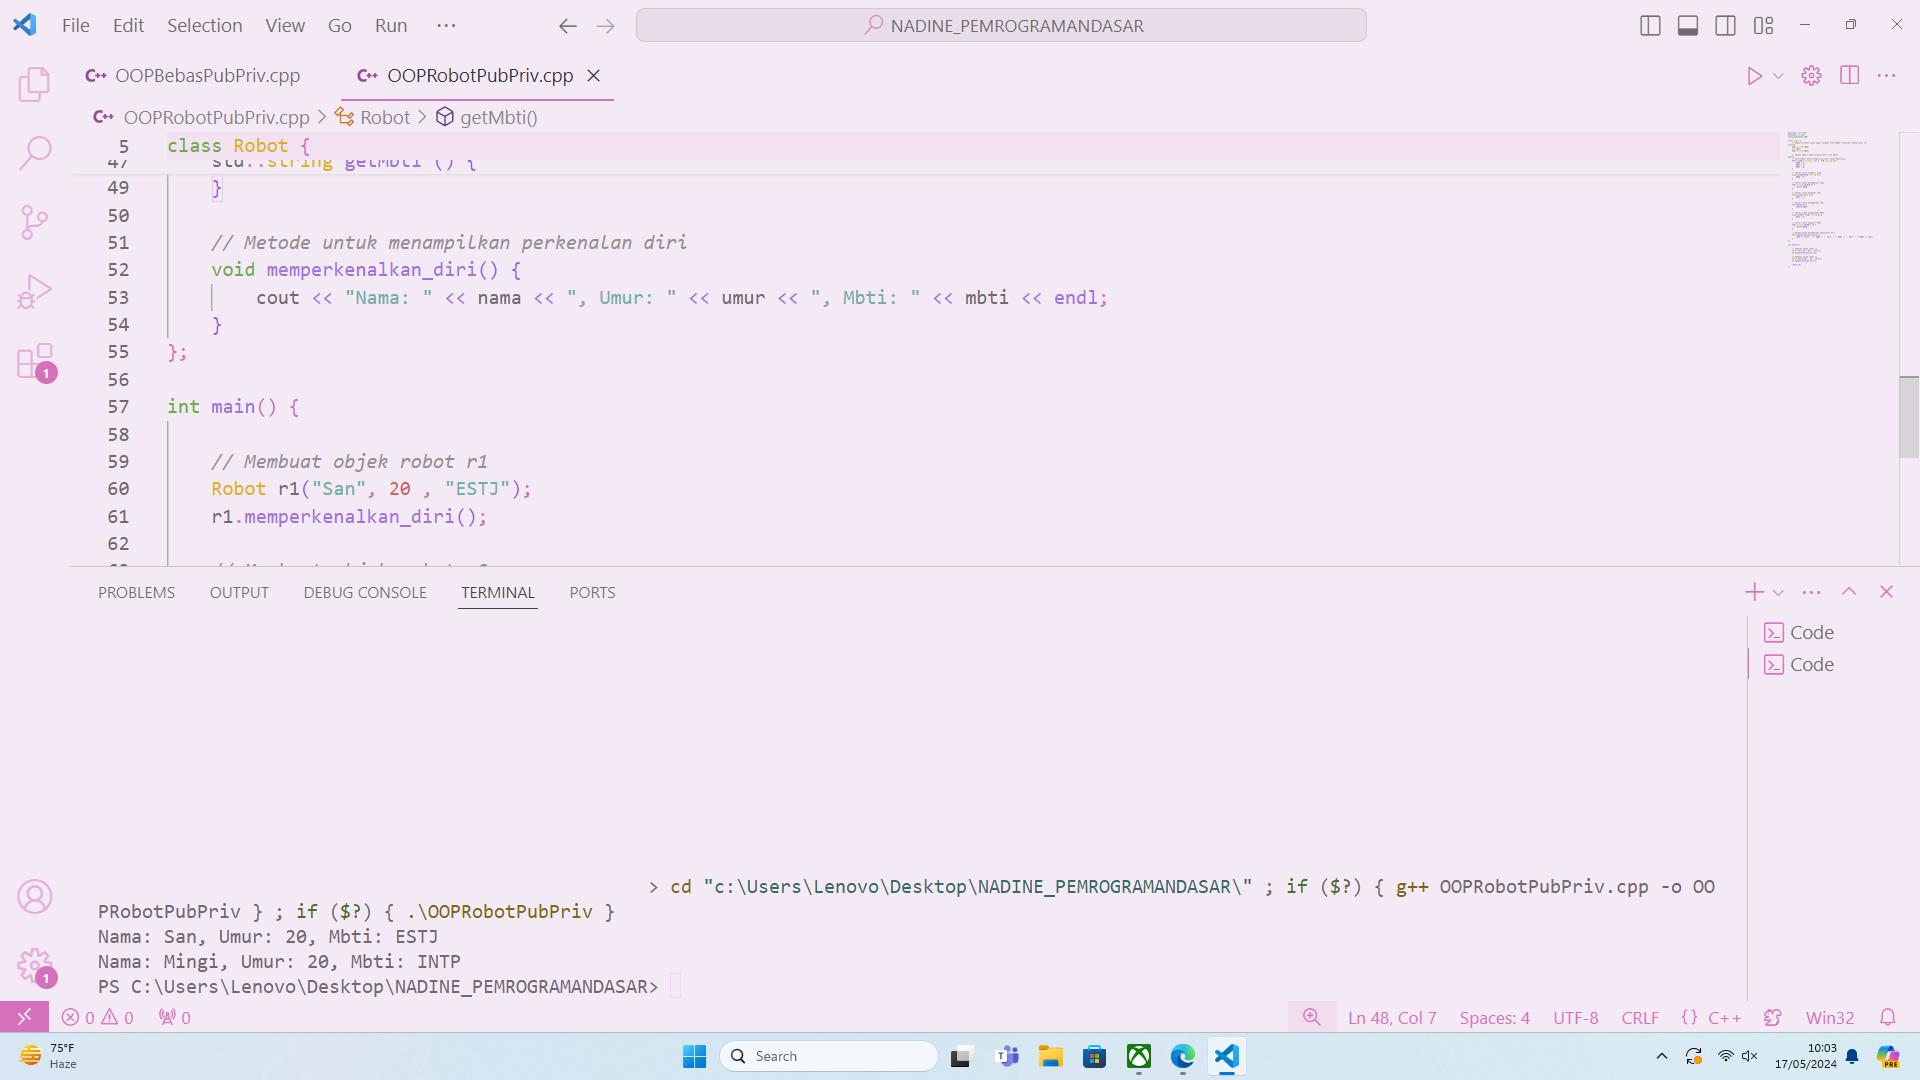 File Edit Selection View Go Run ···
NADINE_PEMROGRAMANDASAR
OOPBebasPubPriv.cpp
OOPRobotPubPriv.cpp
OOPRobotPubPriv.cpp > Robot > getMbti()
5 class Robot {
47 std::string getMbti () {
49 }
50
51 // Metode untuk menampilkan perkenalan diri
52 void memperkenalkan_diri() {
53 cout << "Nama: " << nama << ", Umur: " << umur << ", Mbti: " << mbti << endl;
54 }
55 };
56
57 int main() {
58
59 // Membuat objek robot r1
60 Robot r1("San", 20 , "ESTJ");
61 r1.memperkenalkan_diri();
62
PROBLEMS OUTPUT DEBUG CONSOLE TERMINAL PORTS
Code
Code
> cd "c:\Users\Lenovo\Desktop\NADINE_PEMROGRAMANDASAR\" ; if ($?) { g++ OOPRobotPubPriv.cpp -o OO
PRobotPubPriv } ; if ($?) { .\OOPRobotPubPriv }
Nama: San, Umur: 20, Mbti: ESTJ
Nama: Mingi, Umur: 20, Mbti: INTP
PS C:\Users\Lenovo\Desktop\NADINE_PEMROGRAMANDASAR>
1
1
0 0 0 Ln 48, Col 7 Spaces: 4 UTF-8 CRLF {} C++ Win32
75°F
Haze
Search
10:03
17/05/2024
PRE